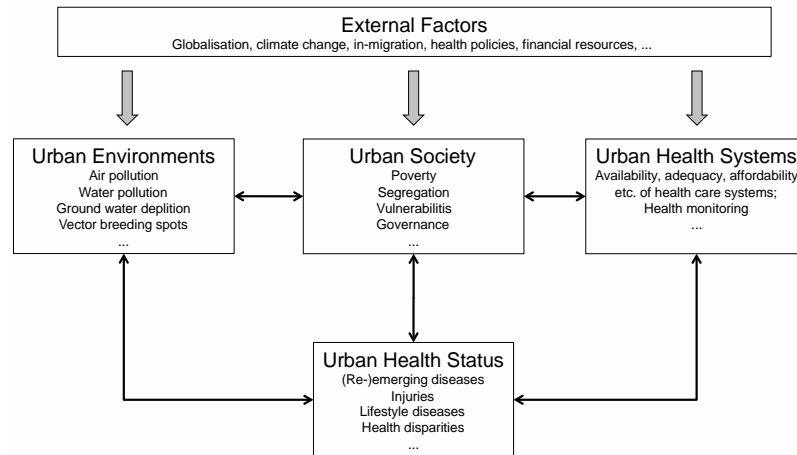 External Factors
Globalisation, climate change, in-migration, health policies, financial resources, ...
Urban Environments
Air pollution
Water pollution
Ground water deplition
Vector breeding spots
...
Urban Society
Poverty
Segregation
Vulnerabilitis
Governance
...
Urban Health Systems
Availability, adequacy, affordability
etc. of health care systems;
Health monitoring
...
Urban Health Status
(Re-)emerging diseases
Injuries
Lifestyle diseases
Health disparities
...